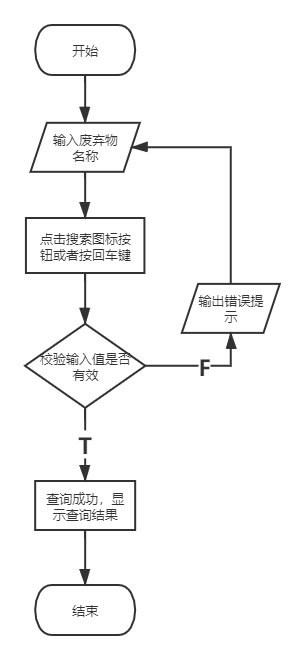 开始
输入废弃物
名称
点击搜索图标按
钮或者按回车键
输出错误提
示
校验输入值是否
有效
F
T
查询成功，显
示查询结果
结束